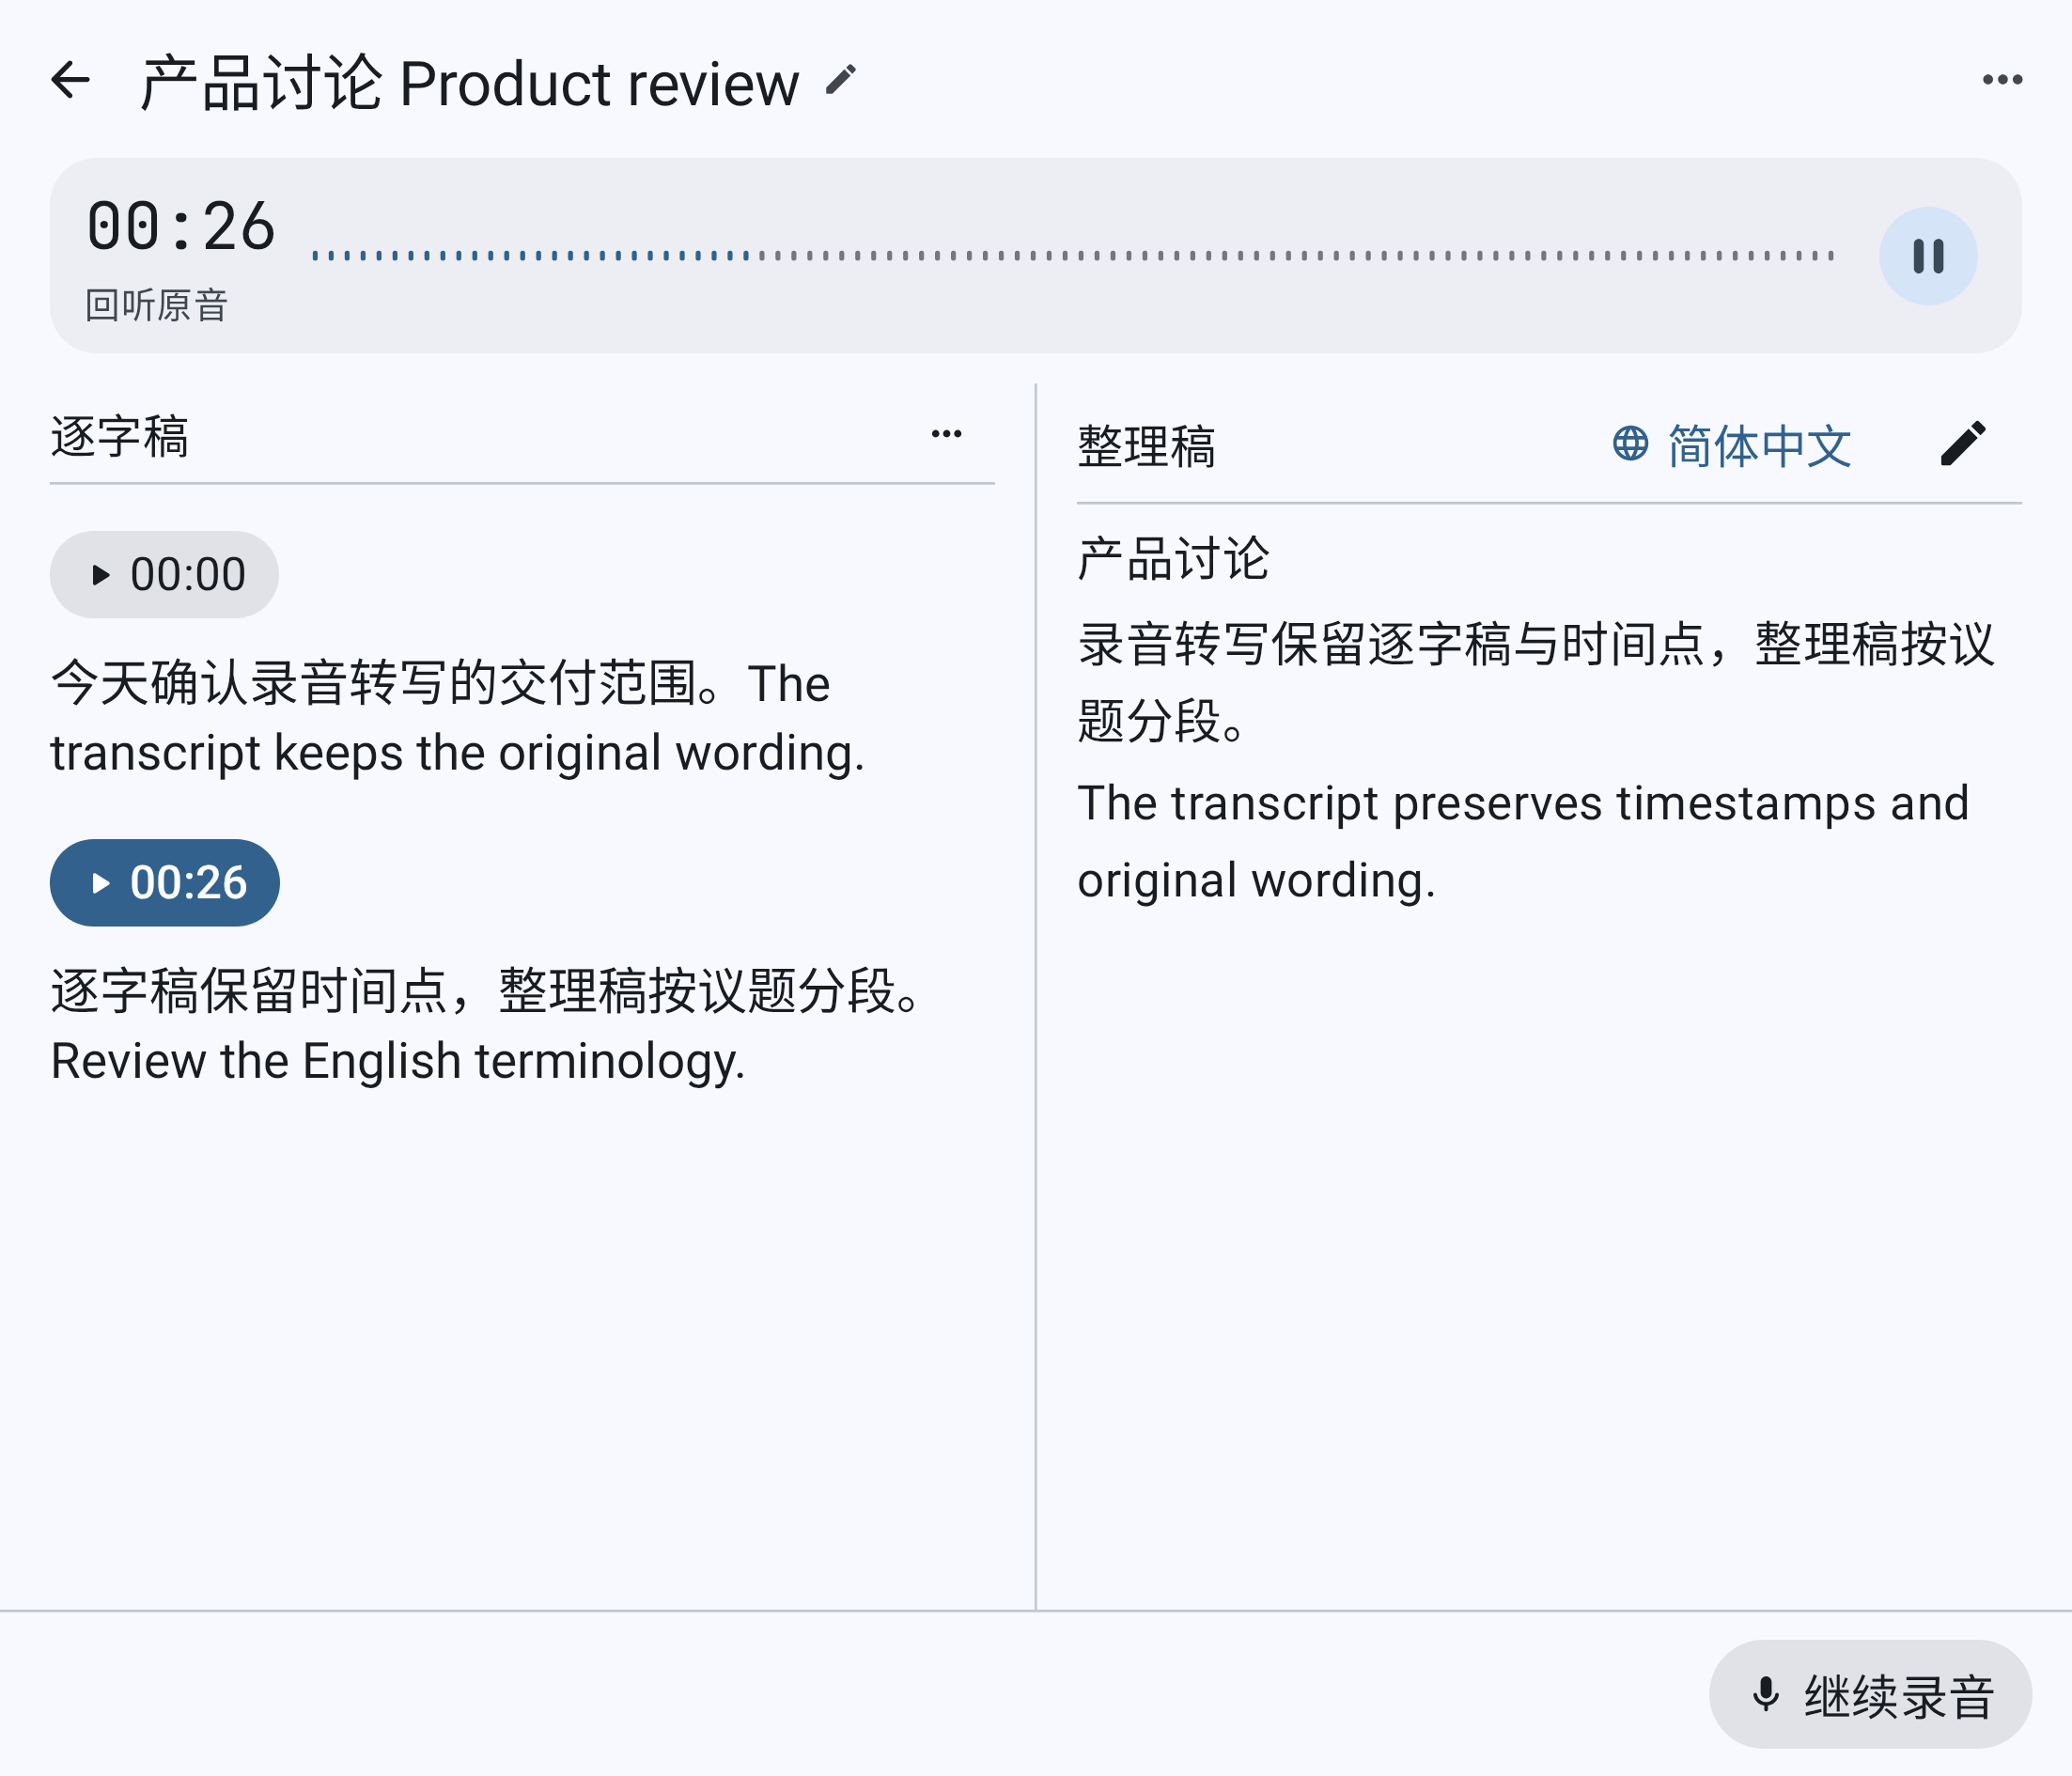 产品讨论 Product review
00:26
回听原音
逐字稿
00:00
今天确认录音转写的交付范围。The
transcript keeps the original wording.
00:26
逐字稿保留时间点，整理稿按议题分段。
Review the English terminology.
整理稿
简体中文
产品讨论
录音转写保留逐字稿与时间点，整理稿按议
题分段。
The transcript preserves timestamps and
original wording.
继续录音